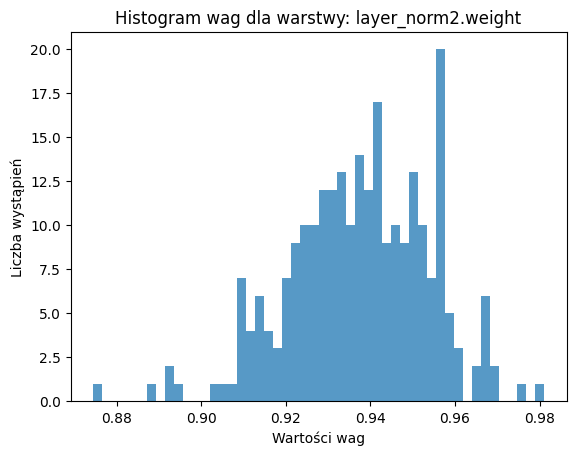 Histogram wag dla warstwy: layer_norm2.weight
Liczba wystąpień
20.0
17.5
15.0
12.5
10.0
7.5
5.0
2.5
0.0
0.88 0.90 0.92 0.94 0.96 0.98
Wartości wag